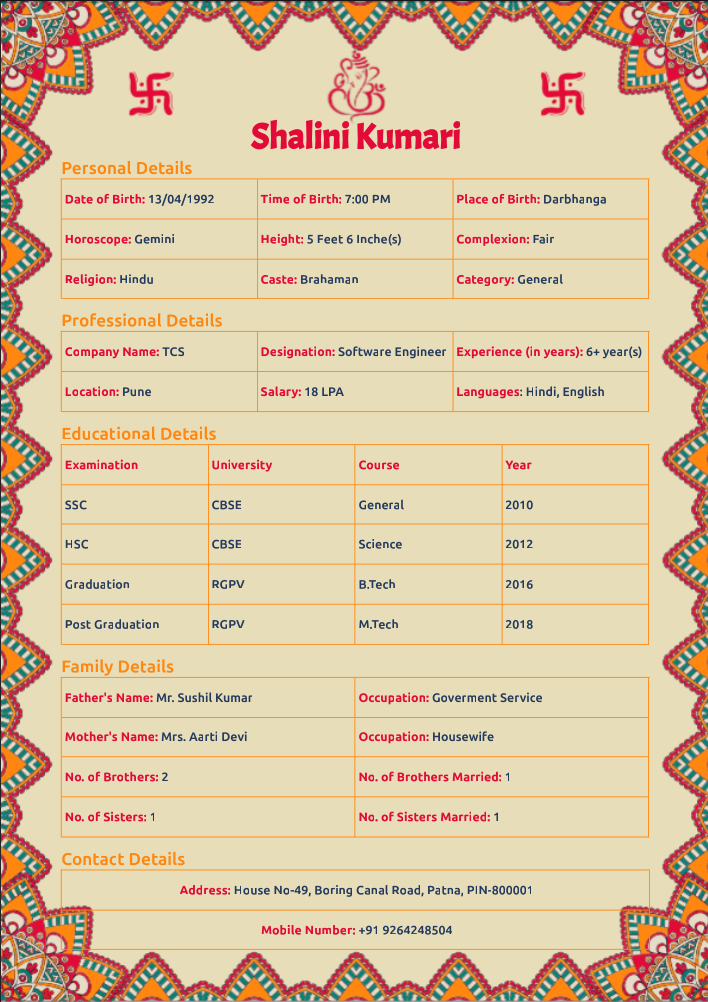 Shalini Kumari
Personal Details
Date of Birth: 13/04/1992 Time of Birth: 7:00 PM Place of Birth: Darbhanga
Horoscope: Gemini Height: 5 Feet 6 Inche(s) Complexion: Fair
Religion: Hindu Caste: Brahaman Category: General
Professional Details
Company Name: TCS Designation: Software Engineer Experience (in years): 6+ year(s)
Location: Pune Salary: 18 LPA Languages: Hindi, English
Educational Details
Examination University Course Year
SSC CBSE General 2010
HSC CBSE Science 2012
Graduation RGPV B.Tech 2016
Post Graduation RGPV M.Tech 2018
Family Details
Father's Name: Mr. Sushil Kumar Occupation: Goverment Service
Mother's Name: Mrs. Aarti Devi Occupation: Housewife
No. of Brothers: 2 No. of Brothers Married: 1
No. of Sisters: 1 No. of Sisters Married: 1
Contact Details
Address: House No-49, Boring Canal Road, Patna, PIN-800001
Mobile Number: +91 9264248504